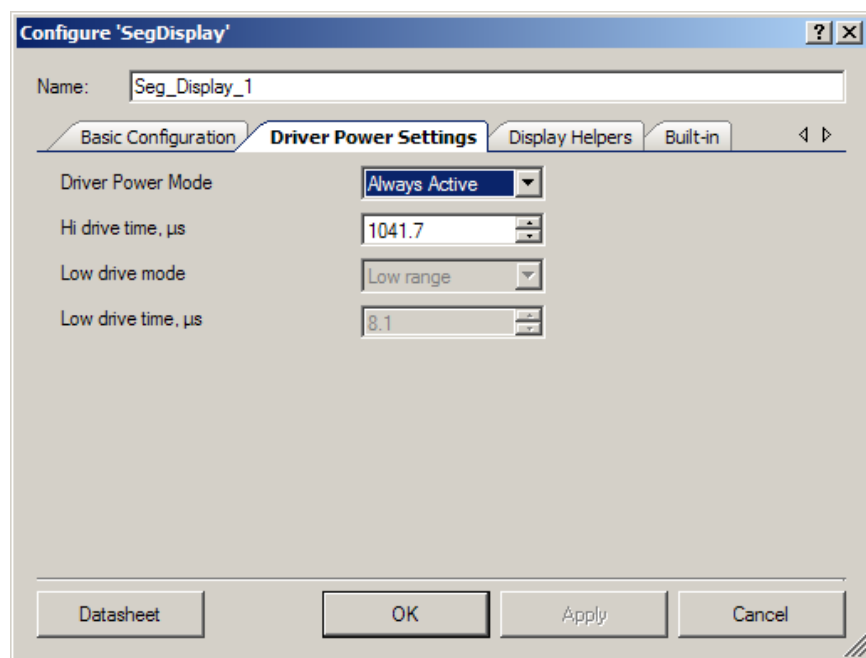 Configure 'SegDisplay'
Name: Seg_Display_1
Basic Configuration Driver Power Settings Display Helpers Built-in
Driver Power Mode Always Active
Hi drive time, µs 1041.7
Low drive mode Low range
Low drive time, µs 8.1
Datasheet OK Apply Cancel